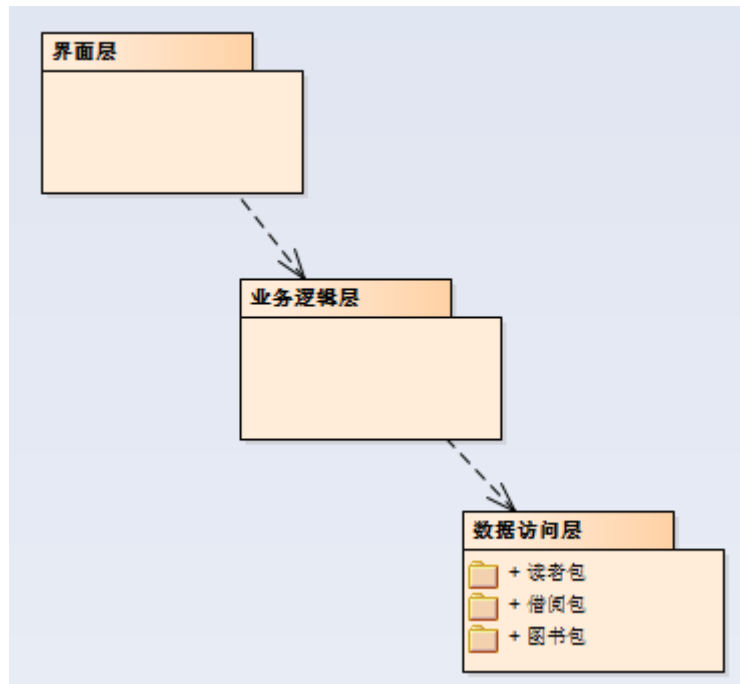 界面层
业务逻辑层
数据访问层
+ 读者包
+ 借阅包
+ 图书包